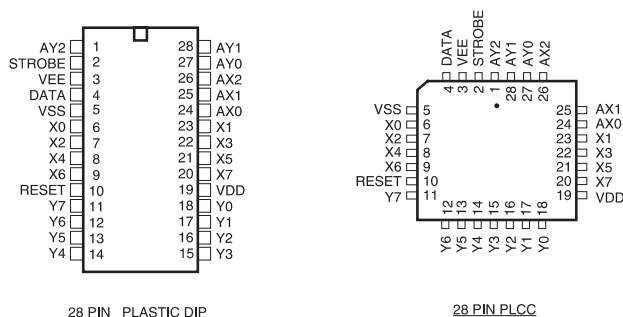 AY2 1 28 AY1
STROBE 2 27 AY0
VEE 3 26 AX2
DATA 4 25 AX1
VSS 5 24 AX0
X0 6 23 X1
X2 7 22 X3
X4 8 21 X5
X6 9 20 X7
RESET 10 19 VDD
Y7 11 18 Y0
Y6 12 17 Y1
Y5 13 16 Y2
Y4 14 15 Y3
28 PIN PLASTIC DIP
DATA VEE STROBE AY2 AY1 AY0 AX2
4 3 2 1 28 27 26
VSS 5 25 AX1
X0 6 24 AX0
X2 7 23 X1
X4 8 22 X3
X6 9 21 X5
RESET 10 20 X7
Y7 11 19 VDD
12 13 14 15 16 17 18
Y6 Y5 Y4 Y3 Y2 Y1 Y0
28 PIN PLCC